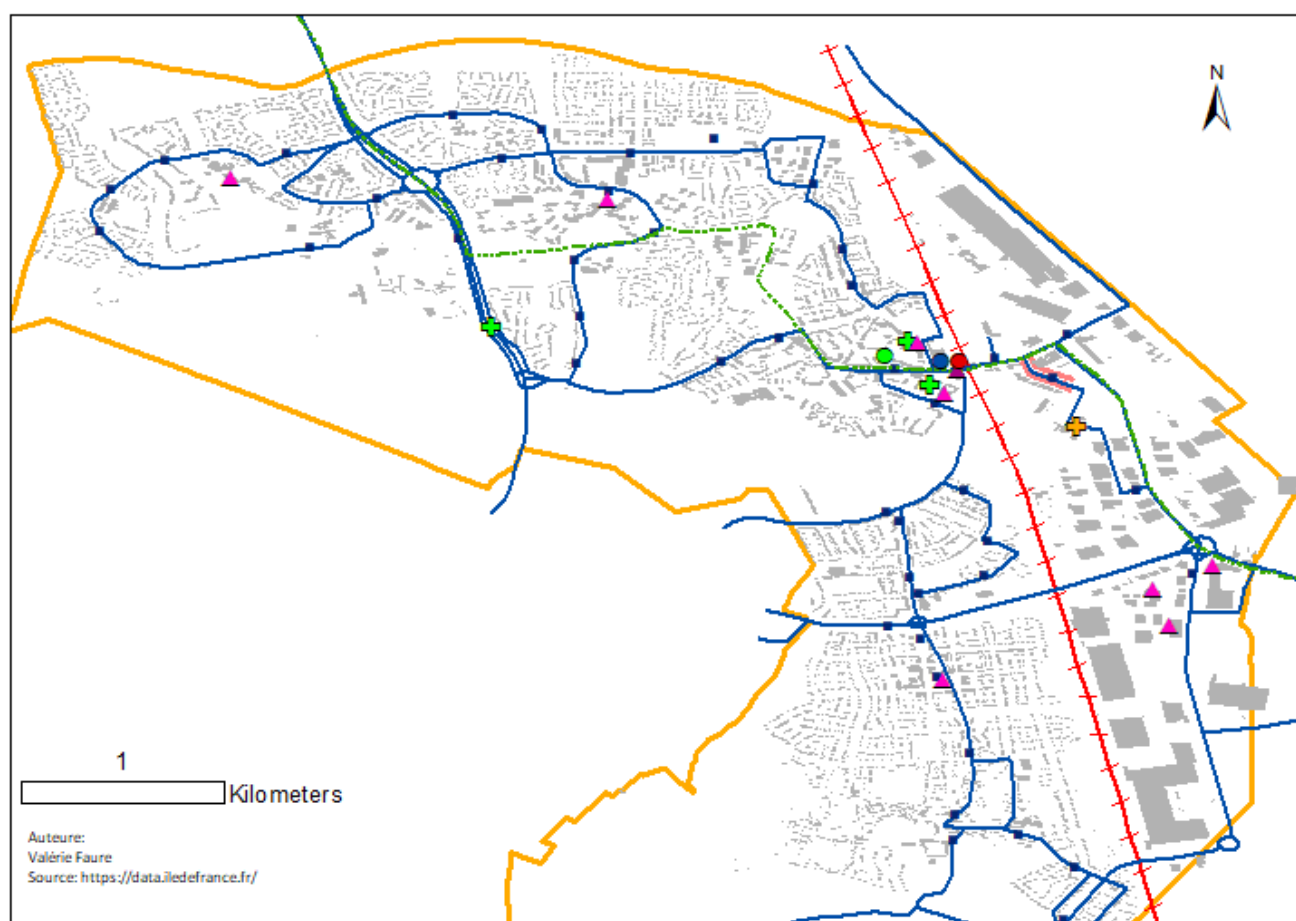 N
1
Kilometers
Auteure:
Valérie Faure
Source: https://data.iledefrance.fr/